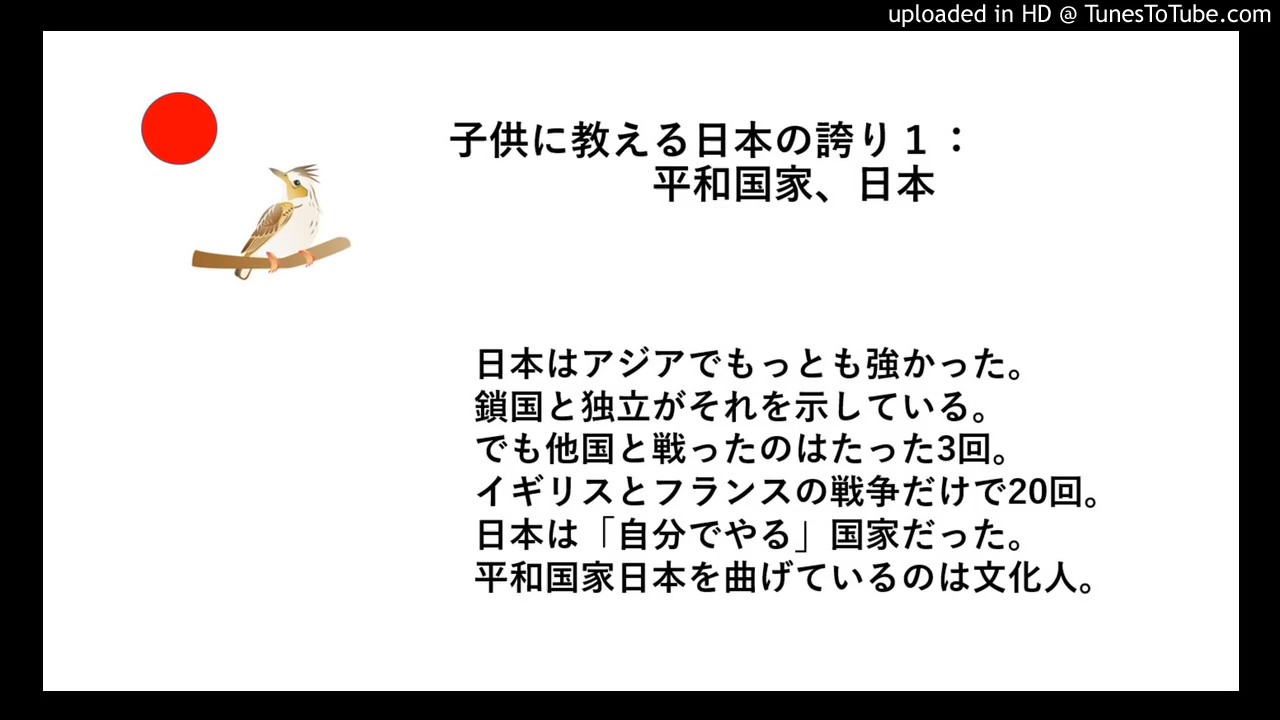 uploaded in HD @ TunesToTube.com
子供に教える日本の誇り１：
平和国家、日本
日本はアジアでもっとも強かった。
鎖国と独立がそれを示している。
でも他国と戦ったのはたった3回。
イギリスとフランスの戦争だけで20回。
日本は「自分でやる」国家だった。
平和国家日本を曲げているのは文化人。